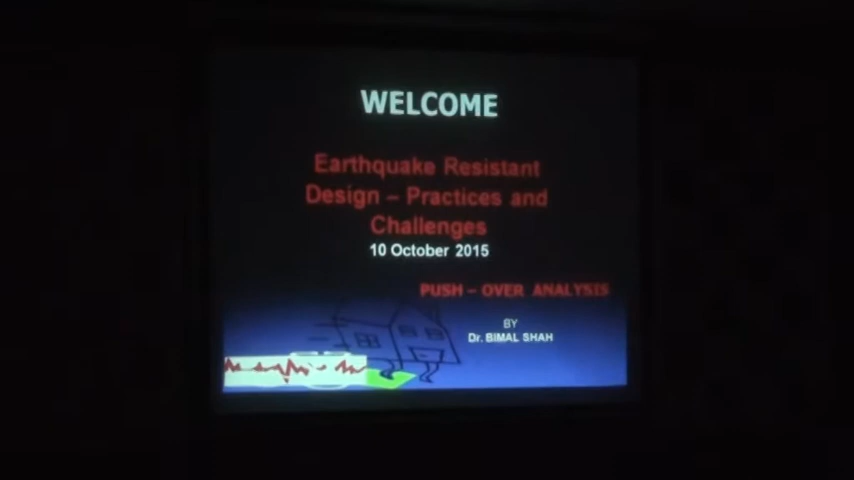 WELCOME
Earthquake Resistant
Design – Practices and
Challenges
10 October 2015
PUSH – OVER ANALYSIS
BY
Dr. BIMAL SHAH